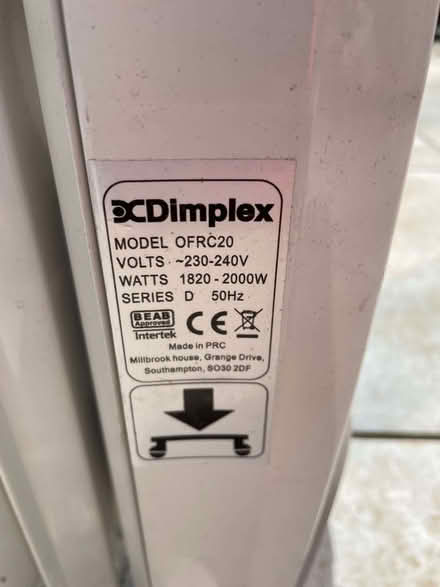 Dimplex
MODEL OFRC20
VOLTS ~230-240V
WATTS 1820-2000W
SERIES D 50Hz
BEAB
Approved
Intertek
CE
Made in PRC
Millbrook house, Grange Drive,
Southampton, SO30 2DF